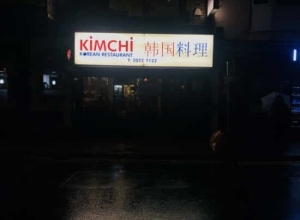 KiMCHi 韩国料理
KOREAN RESTAURANT